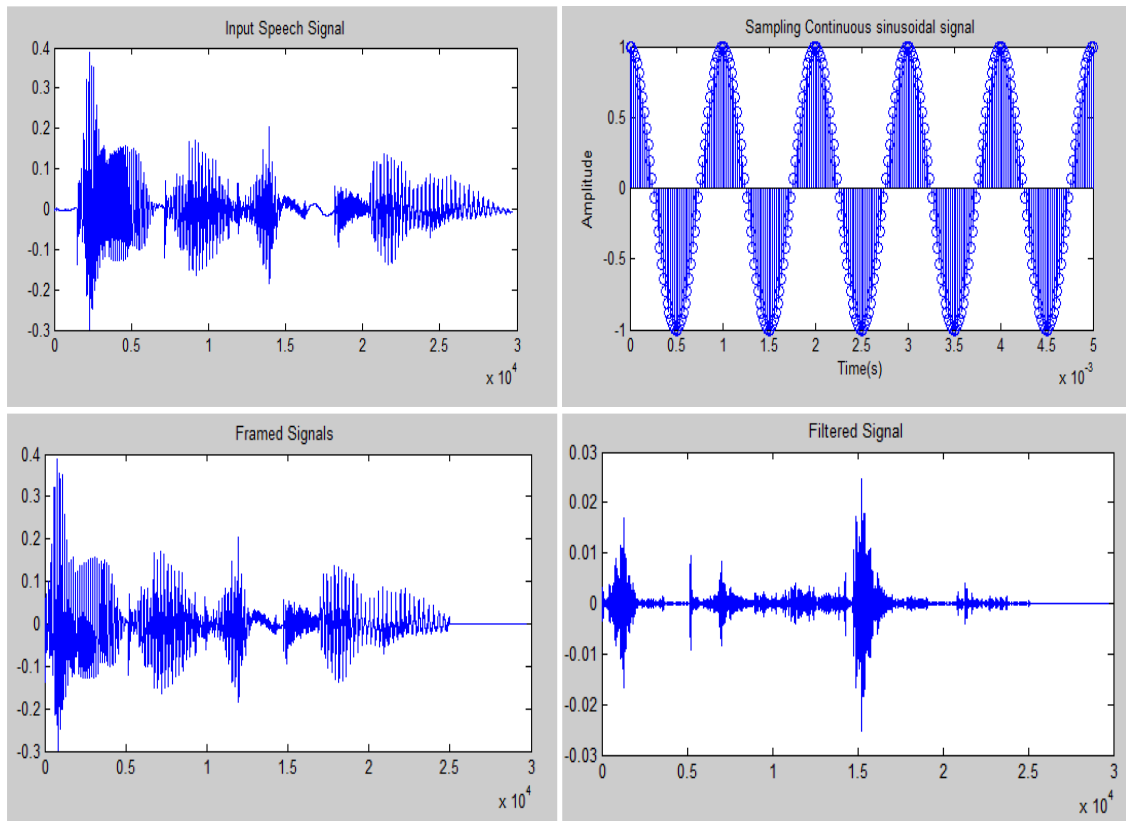 Input Speech Signal
0.4
0.3
0.2
0.1
0
-0.1
-0.2
-0.3
0 0.5 1 1.5 2 2.5 3
x 10^4
Sampling Continuous sinusoidal signal
Amplitude
1
0.5
0
-0.5
-1
0 0.5 1 1.5 2 2.5 3 3.5 4 4.5 5
Time(s)
x 10^-3
Framed Signals
0.4
0.3
0.2
0.1
0
-0.1
-0.2
-0.3
0 0.5 1 1.5 2 2.5 3
x 10^4
Filtered Signal
0.03
0.02
0.01
0
-0.01
-0.02
-0.03
0 0.5 1 1.5 2 2.5 3
x 10^4